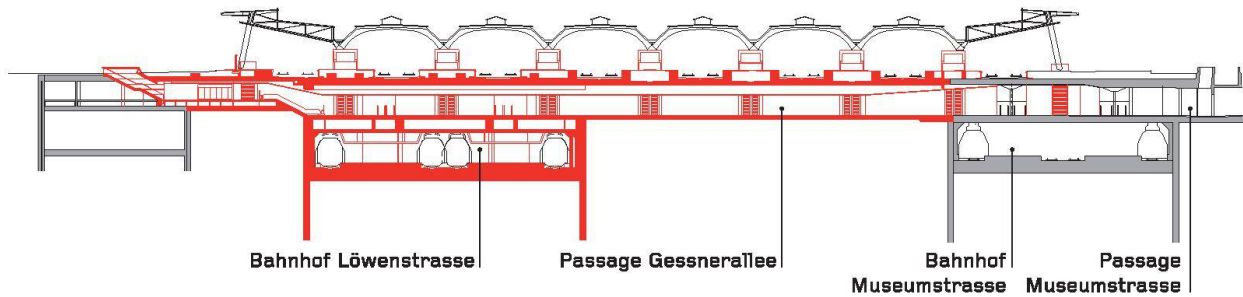 Bahnhof Löwenstrasse
Passage Gessnerallee
Bahnhof
Museumstrasse
Passage
Museumstrasse